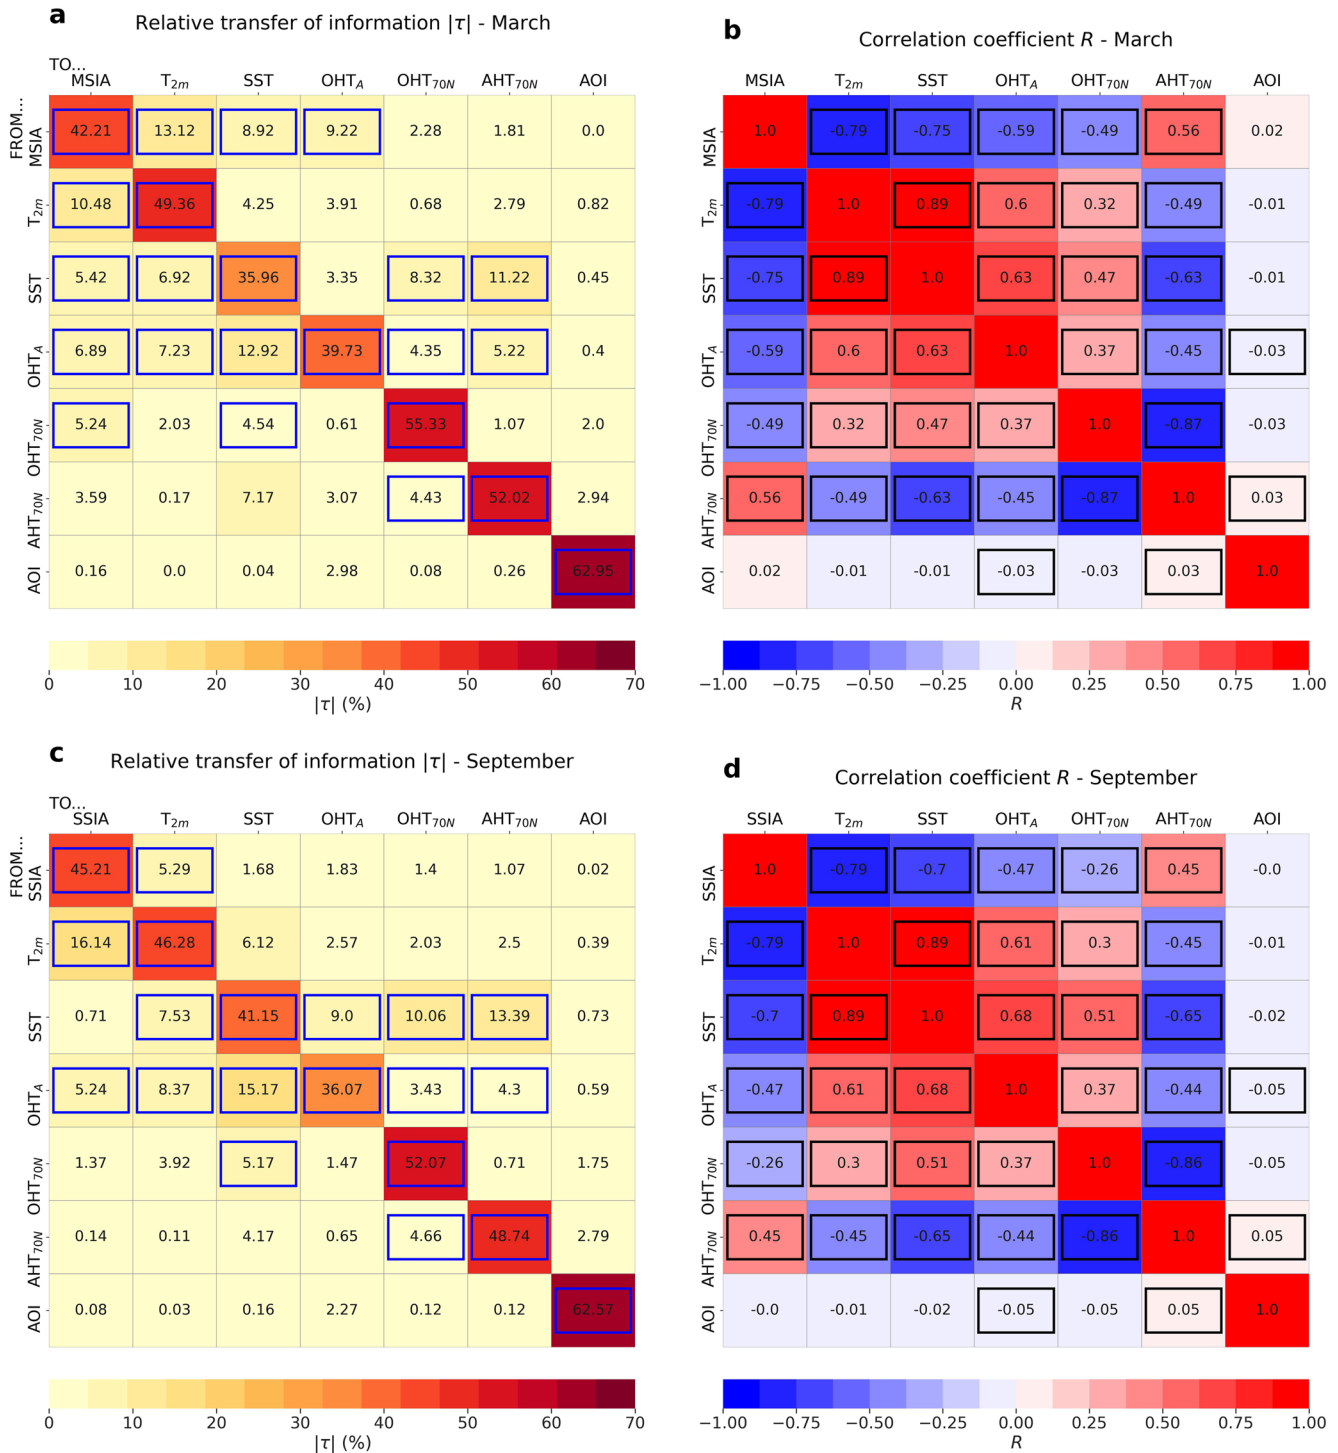 a
Relative transfer of information |τ| - March
TO...
MSIA T₂ₘ SST OHT_A OHT₇₀N AHT₇₀N AOI
FROM...
MSIA 42.21 13.12 8.92 9.22 2.28 1.81 0.0
T₂ₘ 10.48 49.36 4.25 3.91 0.68 2.79 0.82
SST 5.42 6.92 35.96 3.35 8.32 11.22 0.45
OHT_A 6.89 7.23 12.92 39.73 4.35 5.22 0.4
OHT₇₀N 5.24 2.03 4.54 0.61 55.33 1.07 2.0
AHT₇₀N 3.59 0.17 7.17 3.07 4.43 52.02 2.94
AOI 0.16 0.0 0.04 2.98 0.08 0.26 62.95
0 10 20 30 40 50 60 70
|τ| (%)
b
Correlation coefficient R - March
MSIA T₂ₘ SST OHT_A OHT₇₀N AHT₇₀N AOI
MSIA 1.0 -0.79 -0.75 -0.59 -0.49 0.56 0.02
T₂ₘ -0.79 1.0 0.89 0.6 0.32 -0.49 -0.01
SST -0.75 0.89 1.0 0.63 0.47 -0.63 -0.01
OHT_A -0.59 0.6 0.63 1.0 0.37 -0.45 -0.03
OHT₇₀N -0.49 0.32 0.47 0.37 1.0 -0.87 -0.03
AHT₇₀N 0.56 -0.49 -0.63 -0.45 -0.87 1.0 0.03
AOI 0.02 -0.01 -0.01 -0.03 -0.03 0.03 1.0
−1.00 −0.75 −0.50 −0.25 0.00 0.25 0.50 0.75 1.00
R
c
Relative transfer of information |τ| - September
TO...
SSIA T₂ₘ SST OHT_A OHT₇₀N AHT₇₀N AOI
FROM...
SSIA 45.21 5.29 1.68 1.83 1.4 1.07 0.02
T₂ₘ 16.14 46.28 6.12 2.57 2.03 2.5 0.39
SST 0.71 7.53 41.15 9.0 10.06 13.39 0.73
OHT_A 5.24 8.37 15.17 36.07 3.43 4.3 0.59
OHT₇₀N 1.37 3.92 5.17 1.47 52.07 0.71 1.75
AHT₇₀N 0.14 0.11 4.17 0.65 4.66 48.74 2.79
AOI 0.08 0.03 0.16 2.27 0.12 0.12 62.57
0 10 20 30 40 50 60 70
|τ| (%)
d
Correlation coefficient R - September
SSIA T₂ₘ SST OHT_A OHT₇₀N AHT₇₀N AOI
SSIA 1.0 -0.79 -0.7 -0.47 -0.26 0.45 -0.0
T₂ₘ -0.79 1.0 0.89 0.61 0.3 -0.45 -0.01
SST -0.7 0.89 1.0 0.68 0.51 -0.65 -0.02
OHT_A -0.47 0.61 0.68 1.0 0.37 -0.44 -0.05
OHT₇₀N -0.26 0.3 0.51 0.37 1.0 -0.86 -0.05
AHT₇₀N 0.45 -0.45 -0.65 -0.44 -0.86 1.0 0.05
AOI -0.0 -0.01 -0.02 -0.05 -0.05 0.05 1.0
−1.00 −0.75 −0.50 −0.25 0.00 0.25 0.50 0.75 1.00
R